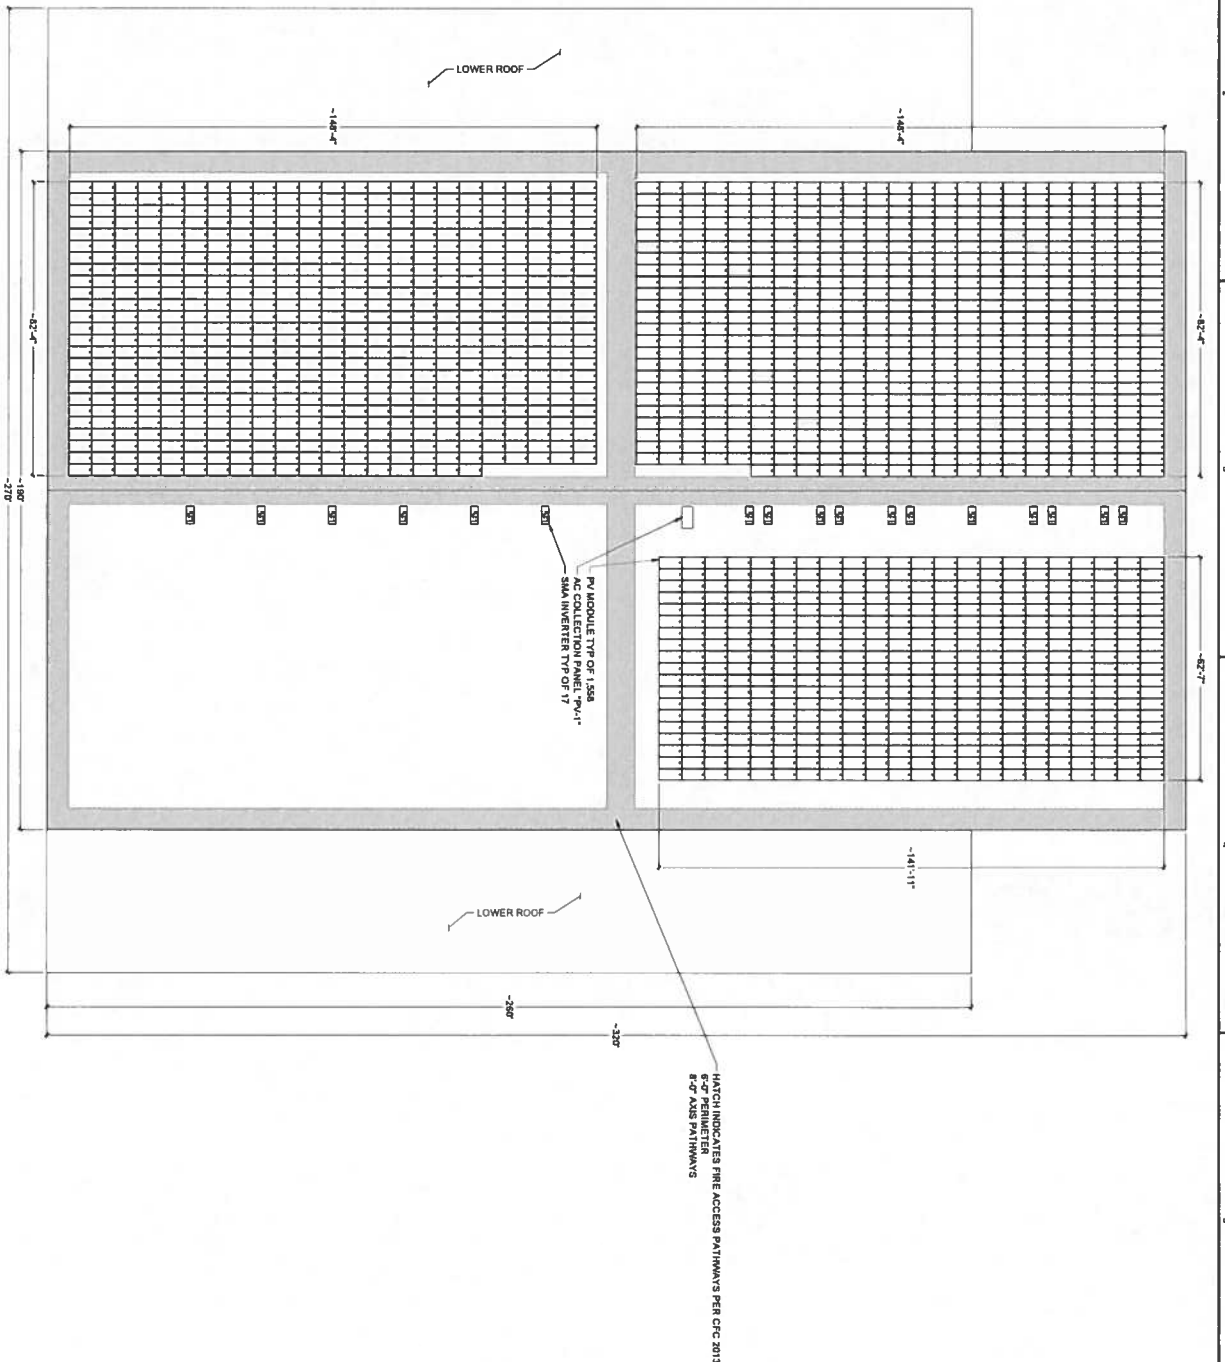 LOWER ROOF
~148'-4"
~148'-4"
~82'-4"
~82'-4"
~190'
~270'
PV MODULE TYP OF 1,558
AC COLLECTION PANEL "PV-1"
SMA INVERTER TYP OF 17
~62'-7"
~141'-11"
LOWER ROOF
~260'
~320'
HATCH INDICATES FIRE ACCESS PATHWAYS PER CFC 2013
6'-0" PERIMETER
8'-0" AXIS PATHWAYS